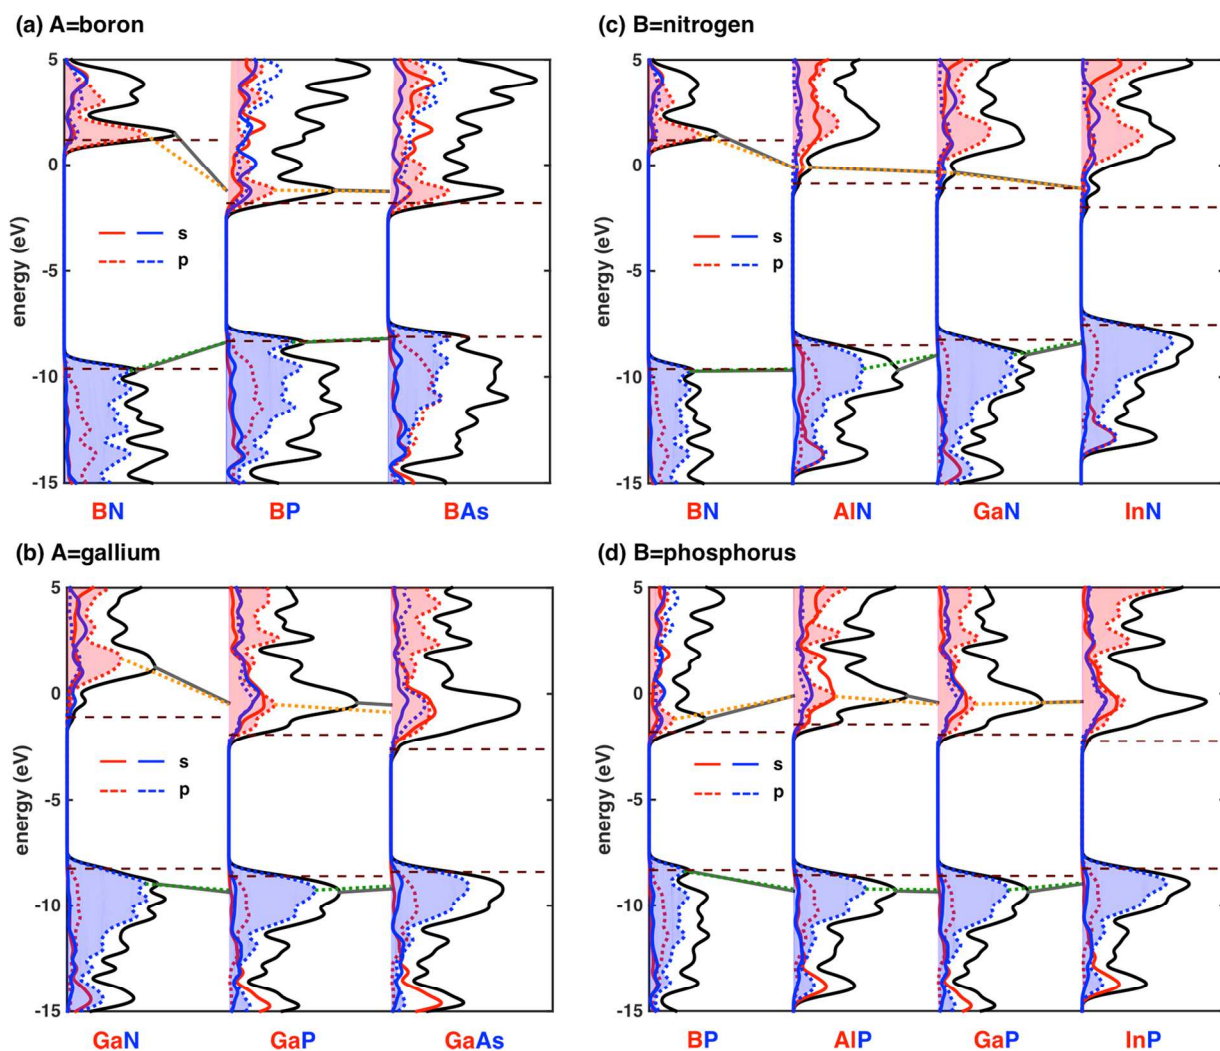 (a) A=boron
energy (eV)
5
0
-5
-10
-15
s
p
BN BP BAs
(c) B=nitrogen
energy (eV)
5
0
-5
-10
-15
s
p
BN AlN GaN InN
(b) A=gallium
energy (eV)
5
0
-5
-10
-15
s
p
GaN GaP GaAs
(d) B=phosphorus
energy (eV)
5
0
-5
-10
-15
s
p
BP AlP GaP InP